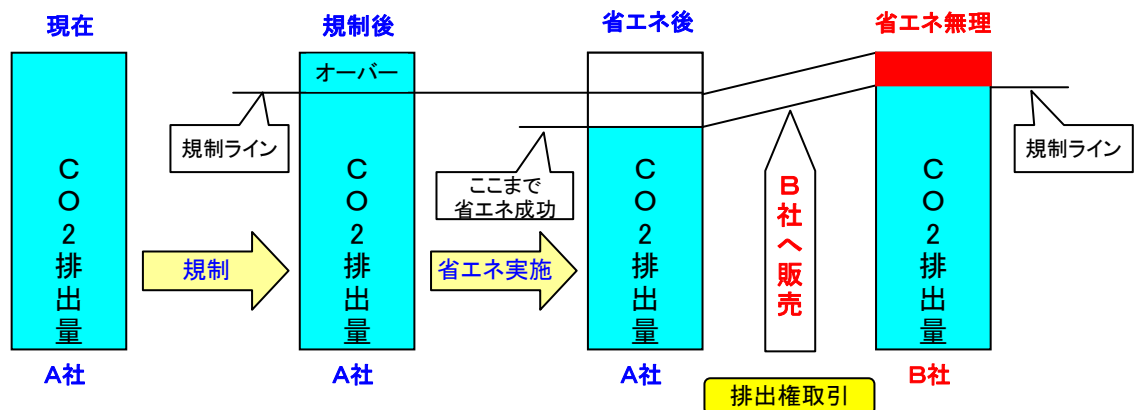 現在
規制後
省エネ後
省エネ無理
オーバー
規制ライン
ここまで
省エネ成功
規制ライン
CO2排出量
CO2排出量
CO2排出量
CO2排出量
規制
省エネ実施
B社へ販売
A社
A社
A社
B社
排出権取引